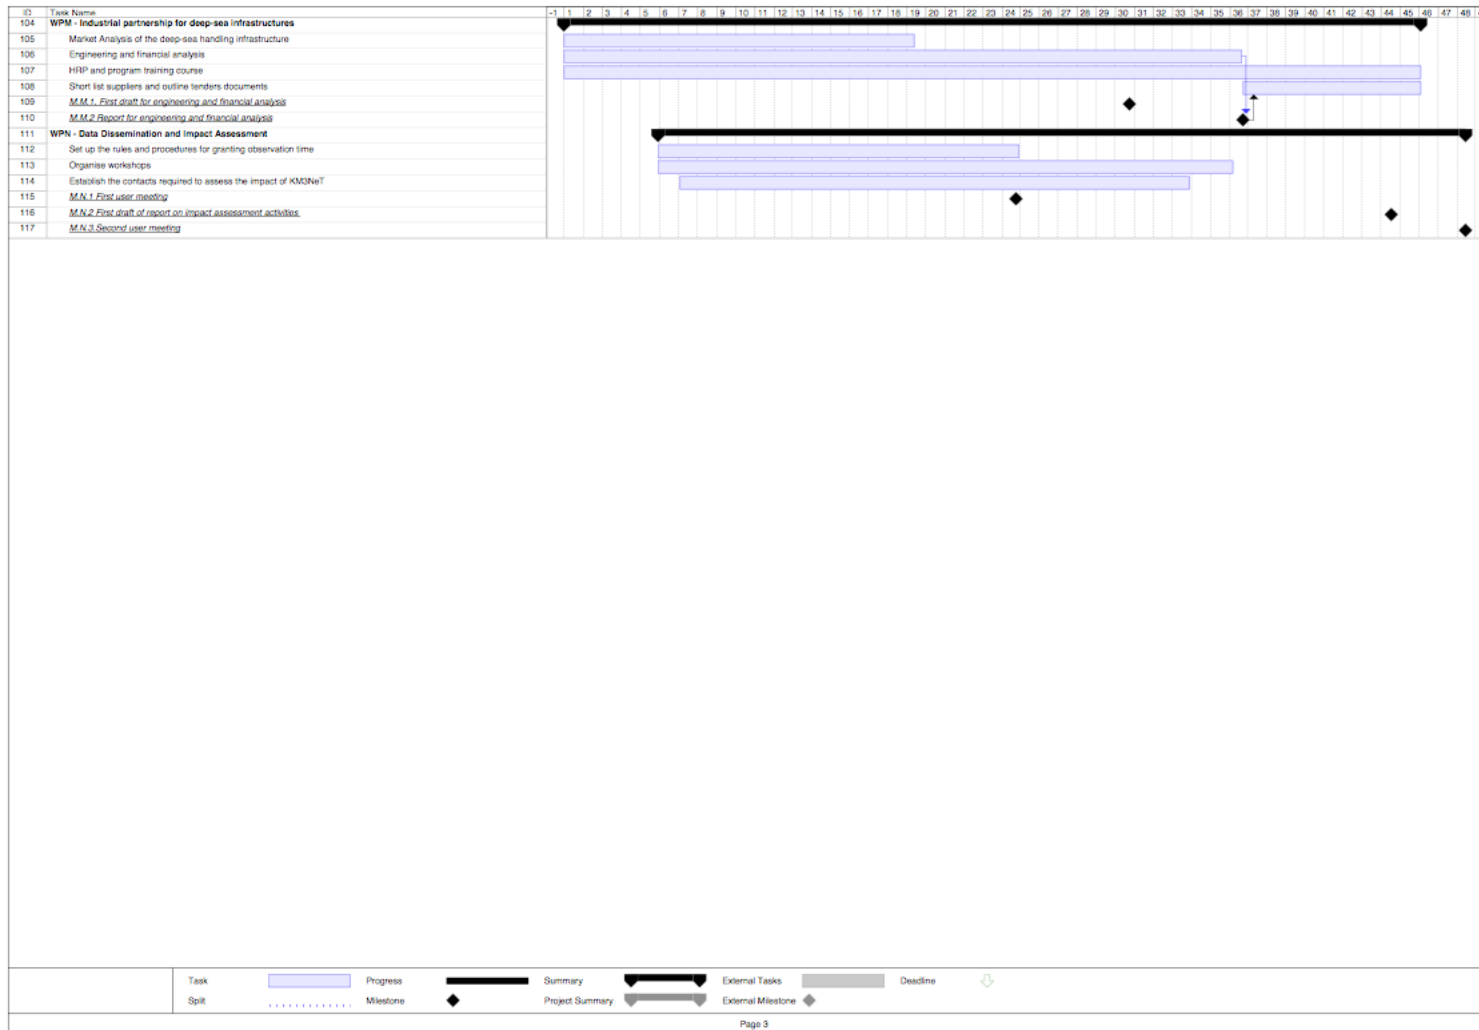 ID Task Name -1 1 2 3 4 5 6 7 8 9 10 11 12 13 14 15 16 17 18 19 20 21 22 23 24 25 26 27 28 29 30 31 32 33 34 35 36 37 38 39 40 41 42 43 44 45 46 47 48
104 WPM - Industrial partnership for deep-sea infrastructures
105 Market Analysis of the deep-sea handling infrastructure
106 Engineering and financial analysis
107 HRP and program training course
108 Short list suppliers and outline tenders documents
109 M.M.1. First draft for engineering and financial analysis
110 M.M.2 Report for engineering and financial analysis
111 WPN - Data Dissemination and Impact Assessment
112 Set up the rules and procedures for granting observation time
113 Organise workshops
114 Establish the contacts required to assess the impact of KM3NeT
115 M.N.1 First user meeting
116 M.N.2 First draft of report on impact assessment activities
117 M.N.3.Second user meeting
Task Progress Summary External Tasks Deadline
Split Milestone Project Summary External Milestone
Page 3